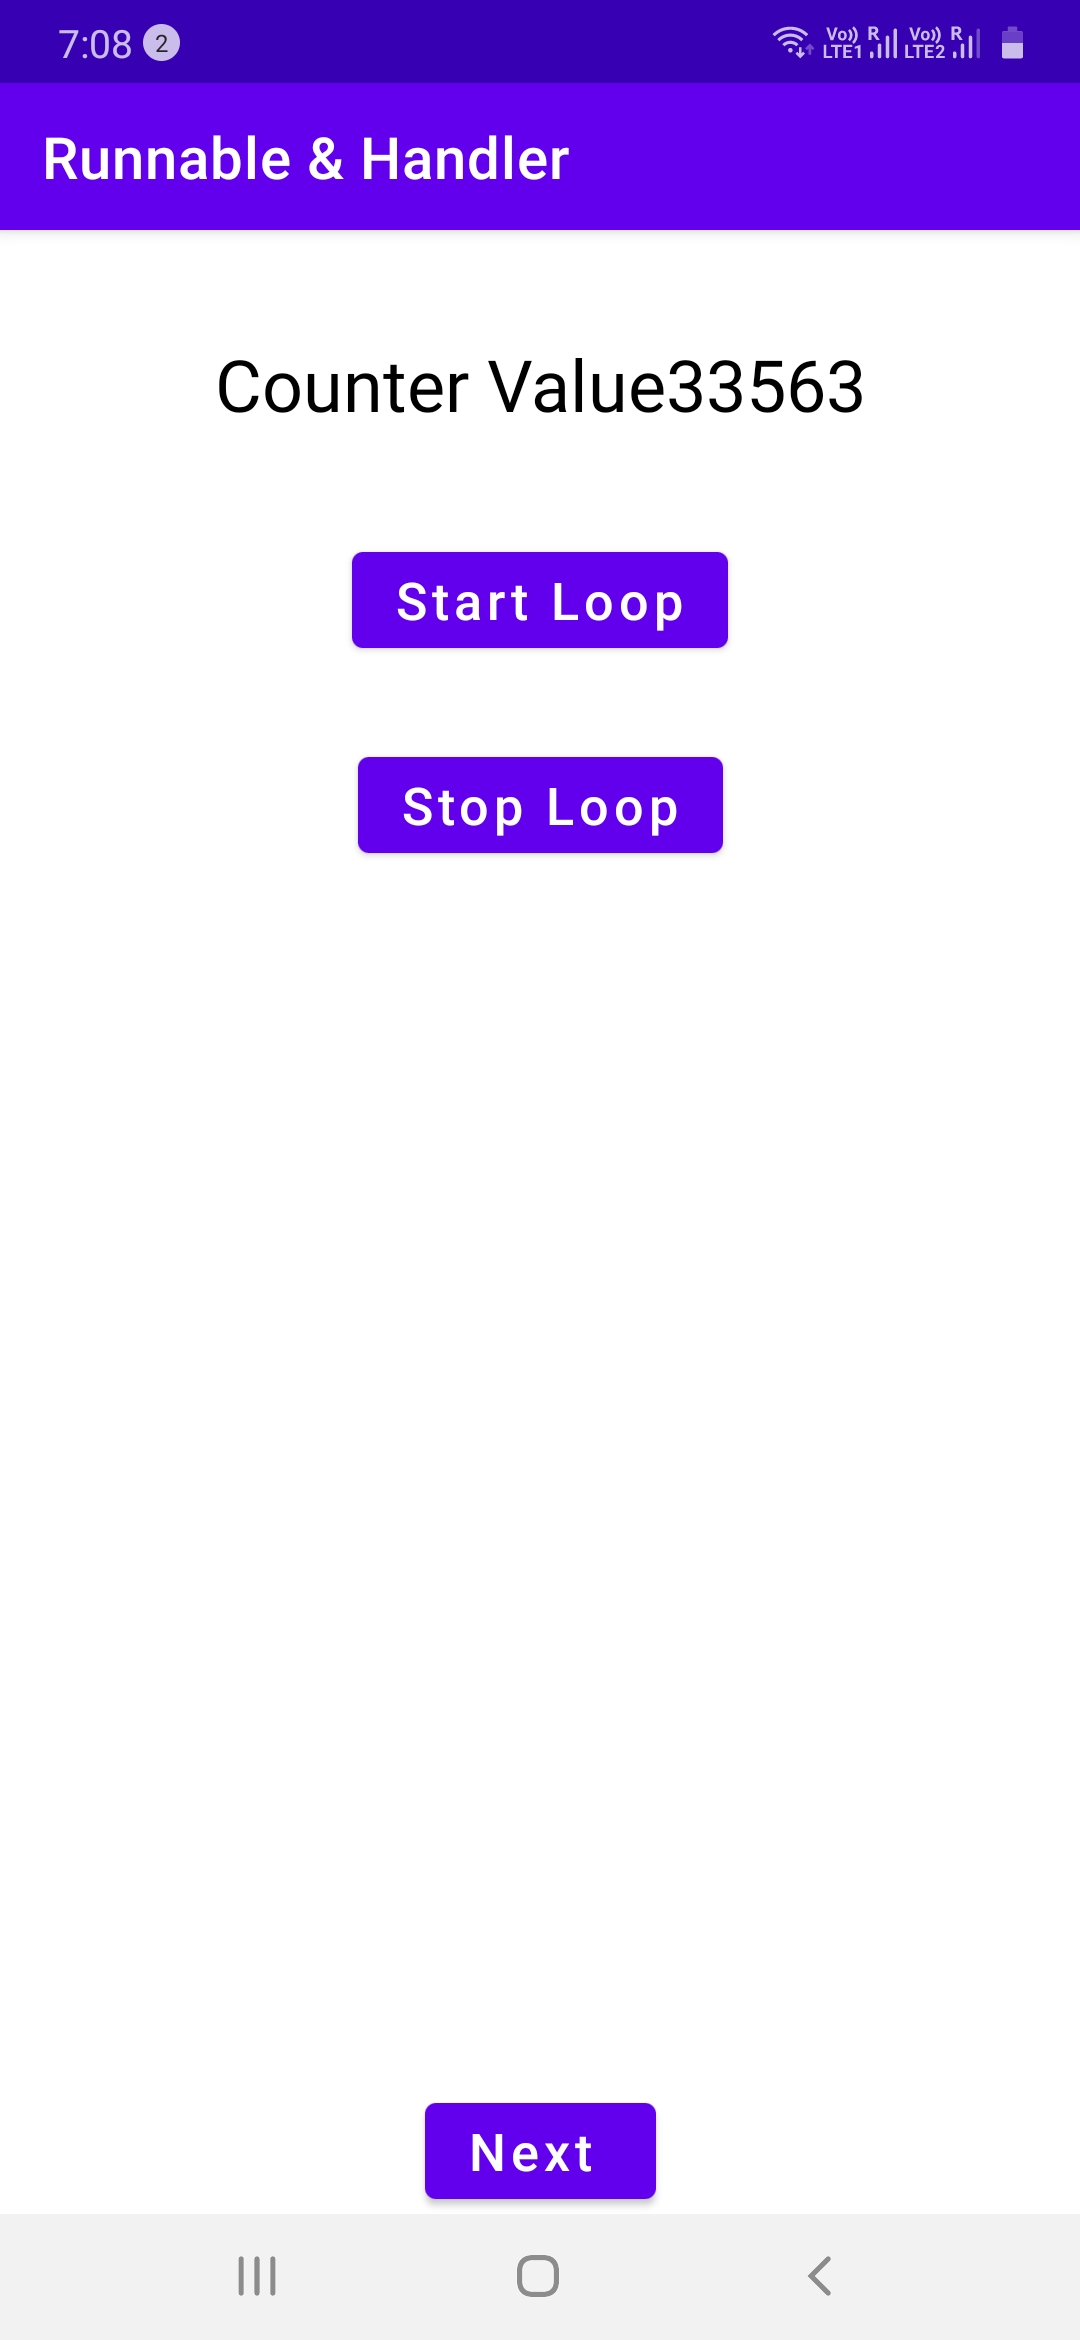 7:08 2 Vo)) LTE1 R Vo)) LTE2 R
Runnable & Handler
Counter Value33563
Start Loop
Stop Loop
Next